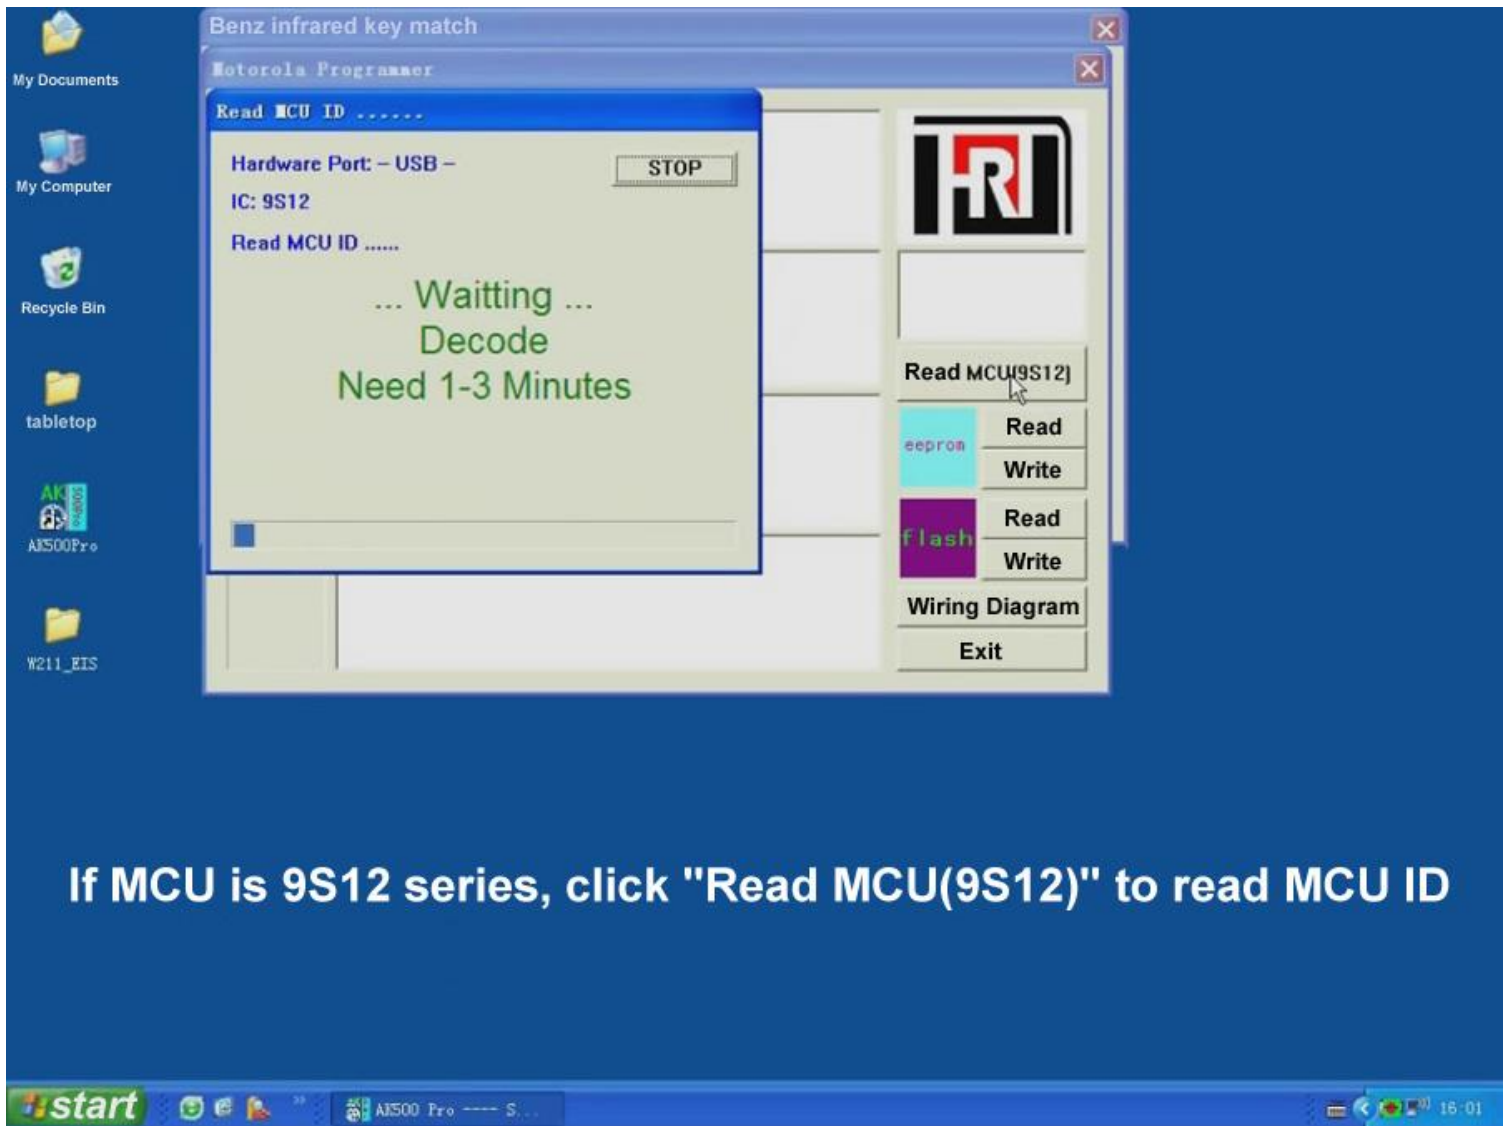 My Documents
My Computer
Recycle Bin
tabletop
AK
500Pro
AK500Pro
W211_EIS
Benz infrared key match
Motorola Programmer
Read MCU ID ......
Hardware Port: – USB –
STOP
IC: 9S12
Read MCU ID ......
... Waitting ...
Decode
Need 1-3 Minutes
HRI
Read MCU(9S12)
eeprom
Read
Write
flash
Read
Write
Wiring Diagram
Exit
If MCU is 9S12 series, click "Read MCU(9S12)" to read MCU ID
start
AK500 Pro ---- S...
16:01